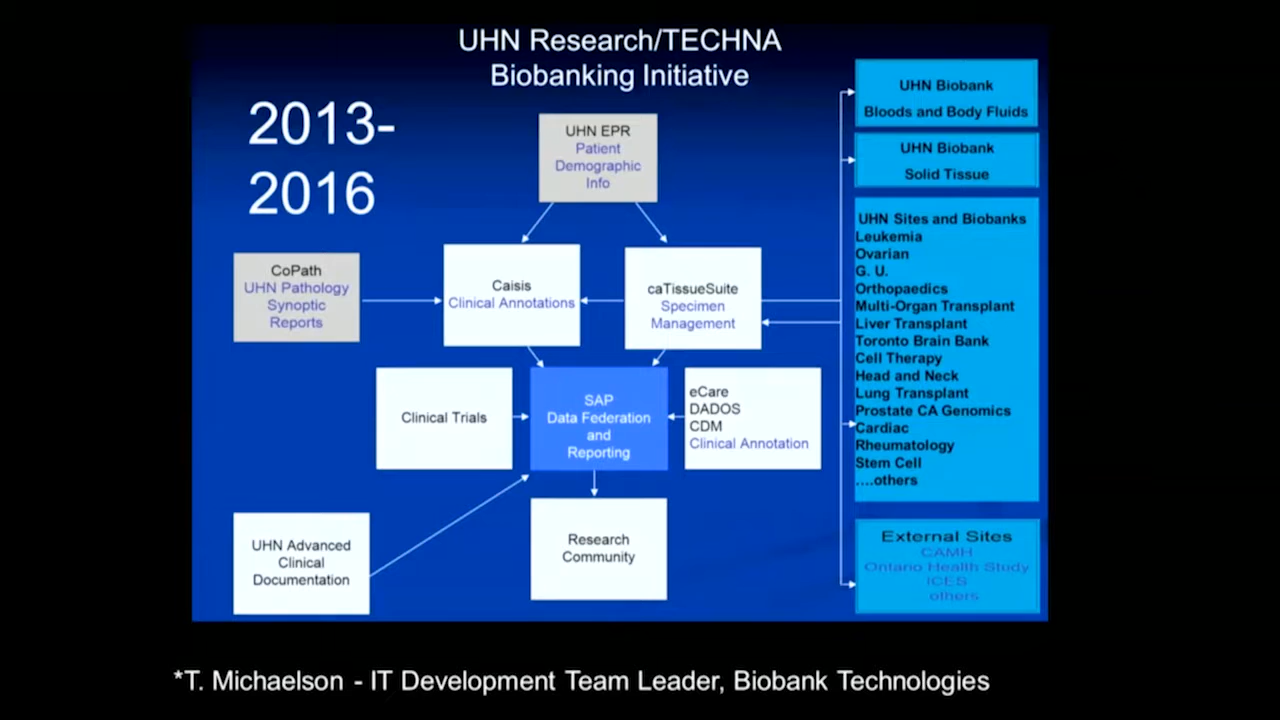 UHN Research/TECHNA
Biobanking Initiative
2013-
2016
UHN EPR
Patient
Demographic
Info
CoPath
UHN Pathology
Synoptic
Reports
Caisis
Clinical Annotations
caTissueSuite
Specimen
Management
Clinical Trials
SAP
Data Federation
and
Reporting
eCare
DADOS
CDM
Clinical Annotation
UHN Advanced
Clinical
Documentation
Research
Community
UHN Biobank
Bloods and Body Fluids
UHN Biobank
Solid Tissue
UHN Sites and Biobanks
Leukemia
Ovarian
G. U.
Orthopaedics
Multi-Organ Transplant
Liver Transplant
Toronto Brain Bank
Cell Therapy
Head and Neck
Lung Transplant
Prostate CA Genomics
Cardiac
Rheumatology
Stem Cell
....others
External Sites
CAMH
Ontario Health Study
ICES
others
*T. Michaelson - IT Development Team Leader, Biobank Technologies